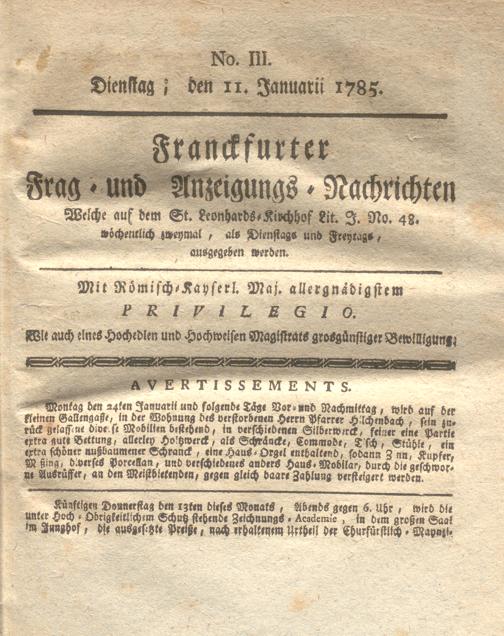 No. III.
Dienstag, den 11. Januarii 1785.
Franckfurter
Frag- und Anzeigungs-Nachrichten
Welche auf dem St. Leonhards-Kirchhof Lit. J. No. 48.
wöchentlich zweymal, als Dienstags und Freytags,
ausgegeben werden.
Mit Römisch-Kayserl. Maj. allergnädigstem
PRIVILEGIO.
Wie auch eines Hochedlen und Hochweisen Magistrats grosgünstiger Bewilligung.
AVERTISSEMENTS.
Montag den 24ten Januarii und folgende Täge Vor- und Nachmittag, wird auf der
kleinen Gallengaße, in der Wohnung des verstorbenen Herrn Pfarrer Hilchenbach, sein zu-
rück gelassene diverse Mobilien bestehend, in verschiedenen Silberwerck, feiner eine Partie
extra gute Bettung, allerley Holzwerck, als Schräncke, Commode, Tisch, Stühle, ein
extra schöner nußbaumener Schranck, eine Haus-Orgel enthaltend, sodann Zinn, Kupfer,
Meßing, diverses Porcellan, und verschiedenes anders Haus-Mobilar, durch die geschwor-
ne Ausrüffer, an den Meistbietenden, gegen gleich baare Zahlung versteigert werden.
Künftigen Donnerstag den 13ten dieses Monats, Abends gegen 6. Uhr, wird die
unter Hoch-Obrigkeitlichem Schutz stehende Zeichnungs-Academie, in dem großen Saal
im Junghof, die ausgesetzte Preiße, nach erhaltenem Urtheil der Churfürstlich-Maynzi-